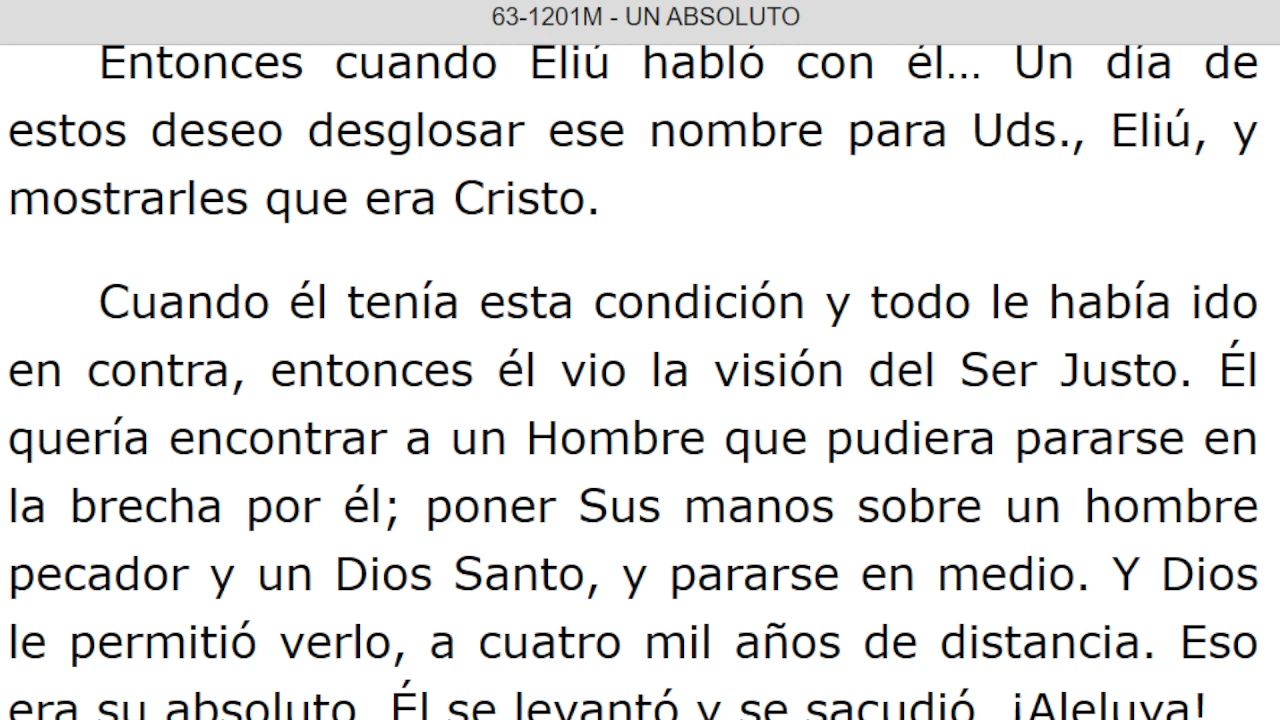 63-1201M - UN ABSOLUTO
Entonces cuando Eliú habló con él... Un día de
estos deseo desglosar ese nombre para Uds., Eliú, y
mostrarles que era Cristo.
Cuando él tenía esta condición y todo le había ido
en contra, entonces él vio la visión del Ser Justo. Él
quería encontrar a un Hombre que pudiera pararse en
la brecha por él; poner Sus manos sobre un hombre
pecador y un Dios Santo, y pararse en medio. Y Dios
le permitió verlo, a cuatro mil años de distancia. Eso
era su absoluto. Él se levantó y se sacudió. ¡Aleluya!